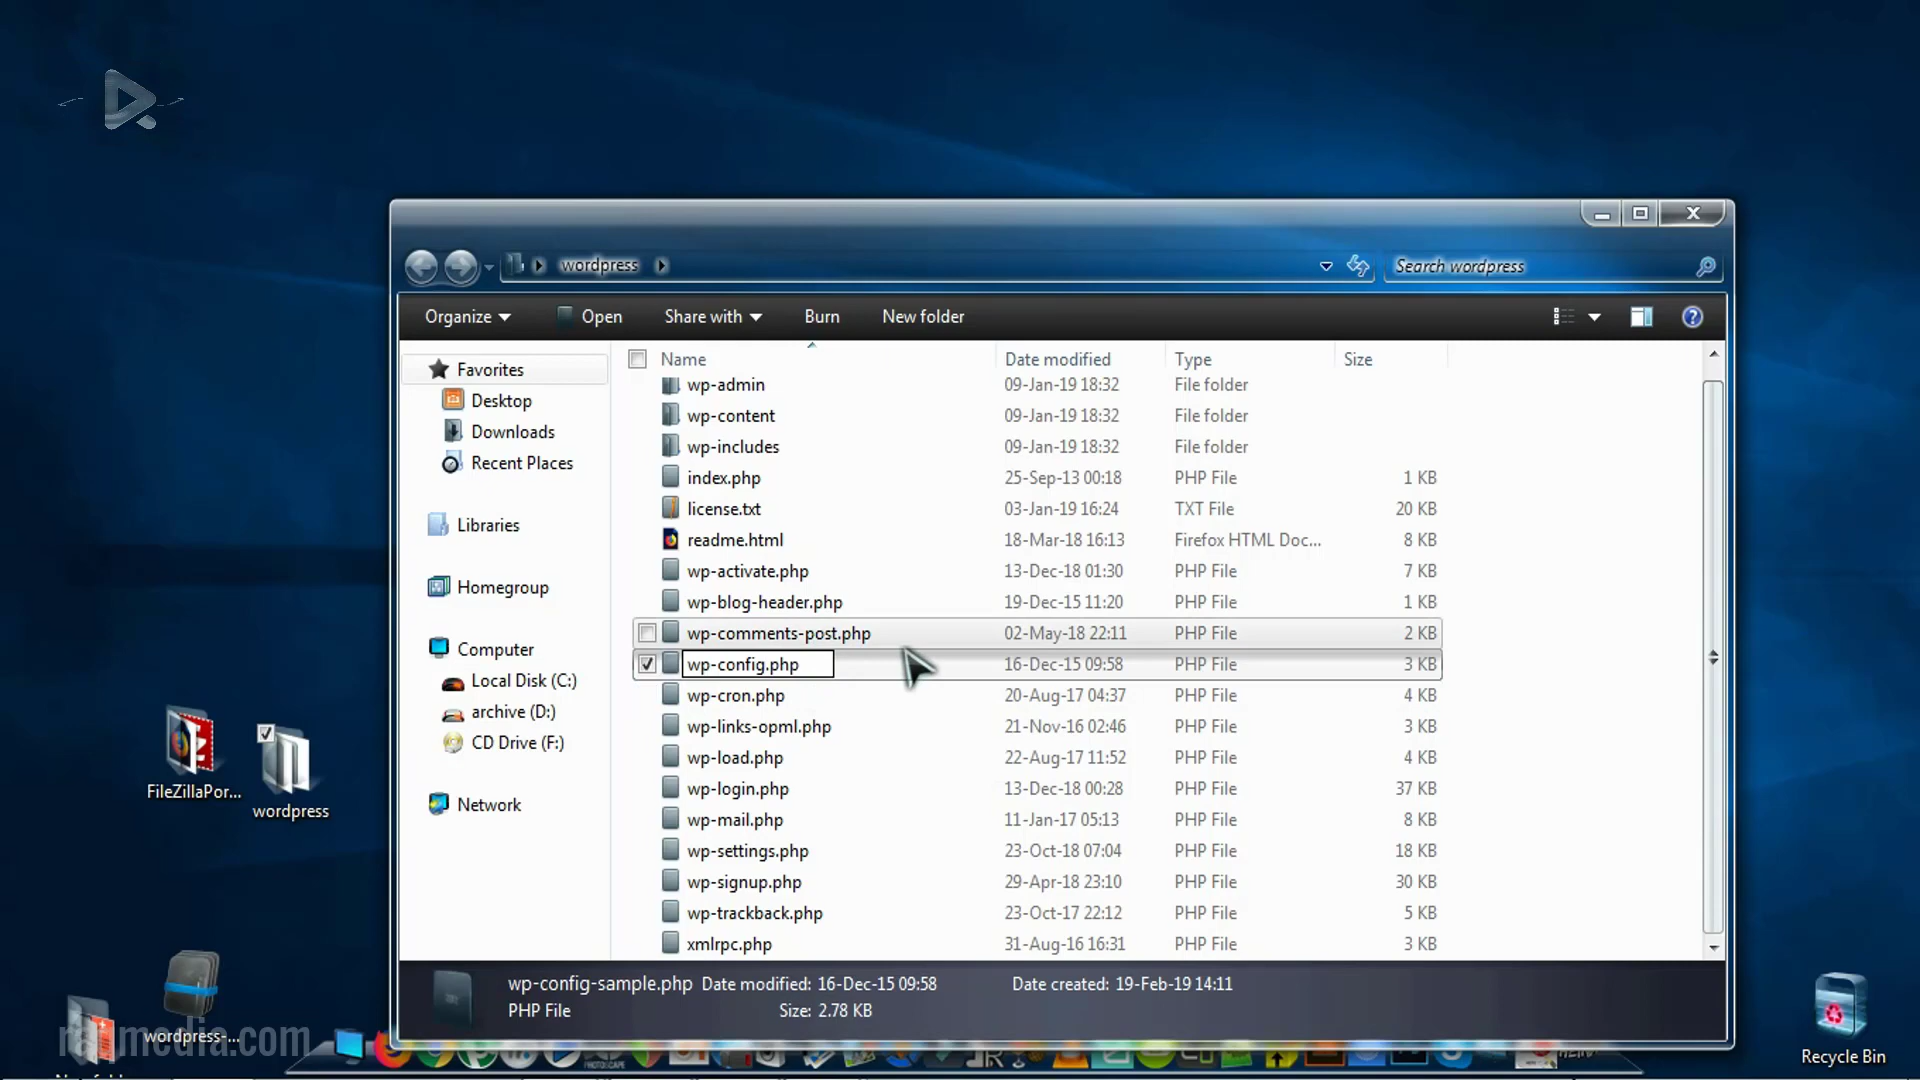 wordpress
Search wordpress
Organize
Open
Share with
Burn
New folder
Favorites
Desktop
Downloads
Recent Places
Libraries
Homegroup
Computer
Local Disk (C:)
archive (D:)
CD Drive (F:)
Network
Name Date modified Type Size
wp-admin 09-Jan-19 18:32 File folder
wp-content 09-Jan-19 18:32 File folder
wp-includes 09-Jan-19 18:32 File folder
index.php 25-Sep-13 00:18 PHP File 1 KB
license.txt 03-Jan-19 16:24 TXT File 20 KB
readme.html 18-Mar-18 16:13 Firefox HTML Doc... 8 KB
wp-activate.php 13-Dec-18 01:30 PHP File 7 KB
wp-blog-header.php 19-Dec-15 11:20 PHP File 1 KB
wp-comments-post.php 02-May-18 22:11 PHP File 2 KB
wp-config.php 16-Dec-15 09:58 PHP File 3 KB
wp-cron.php 20-Aug-17 04:37 PHP File 4 KB
wp-links-opml.php 21-Nov-16 02:46 PHP File 3 KB
wp-load.php 22-Aug-17 11:52 PHP File 4 KB
wp-login.php 13-Dec-18 00:28 PHP File 37 KB
wp-mail.php 11-Jan-17 05:13 PHP File 8 KB
wp-settings.php 23-Oct-18 07:04 PHP File 18 KB
wp-signup.php 29-Apr-18 23:10 PHP File 30 KB
wp-trackback.php 23-Oct-17 22:12 PHP File 5 KB
xmlrpc.php 31-Aug-16 16:31 PHP File 3 KB
wp-config-sample.php Date modified: 16-Dec-15 09:58 Date created: 19-Feb-19 14:11
PHP File Size: 2.78 KB
FileZillaPor...
wordpress
wordpress-...
Recycle Bin